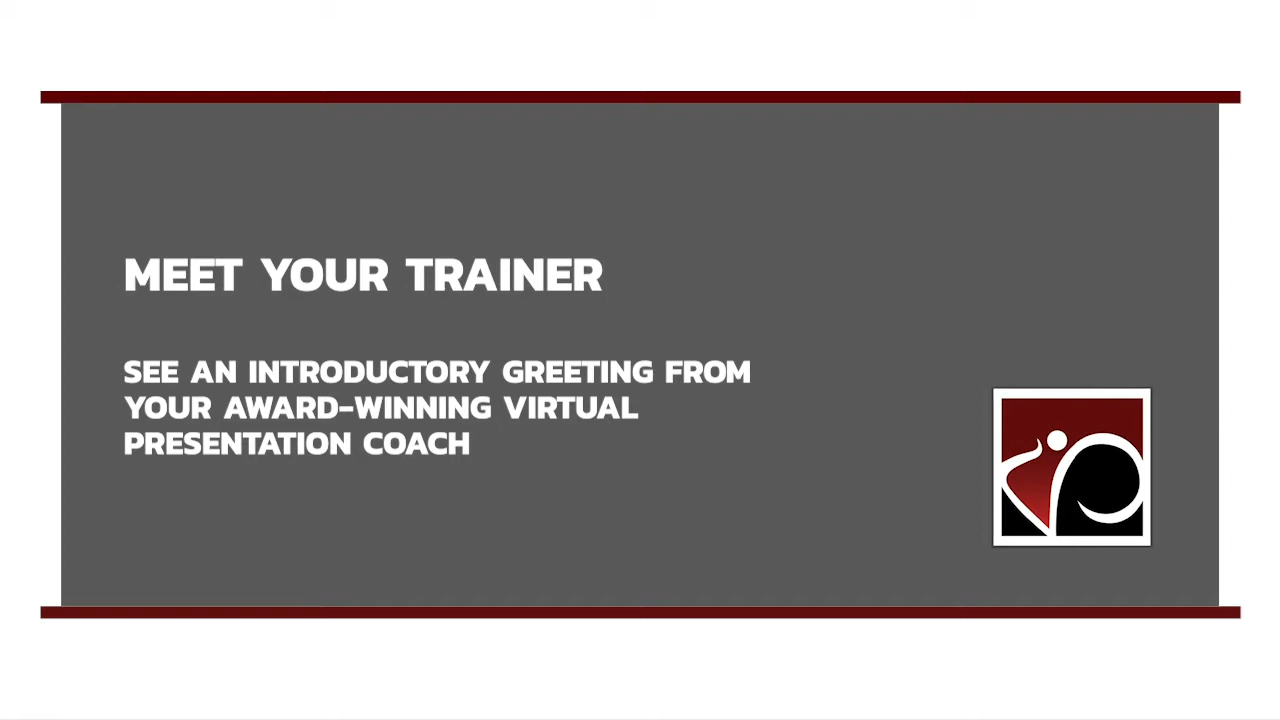 MEET YOUR TRAINER
SEE AN INTRODUCTORY GREETING FROM
YOUR AWARD-WINNING VIRTUAL
PRESENTATION COACH